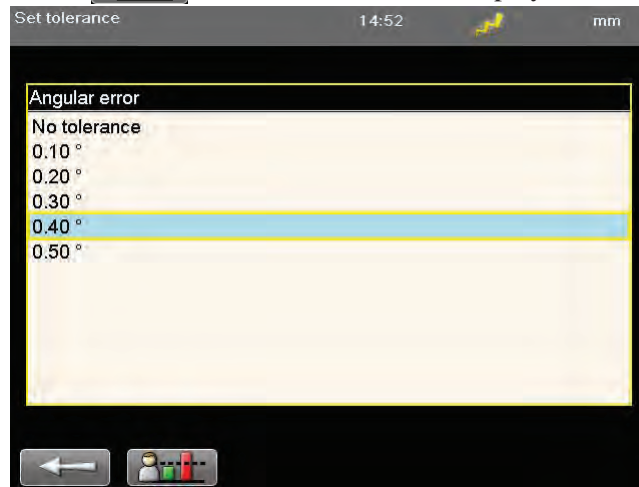 Set tolerance 14:52 mm
Angular error
No tolerance
0.10 °
0.20 °
0.30 °
0.40 °
0.50 °